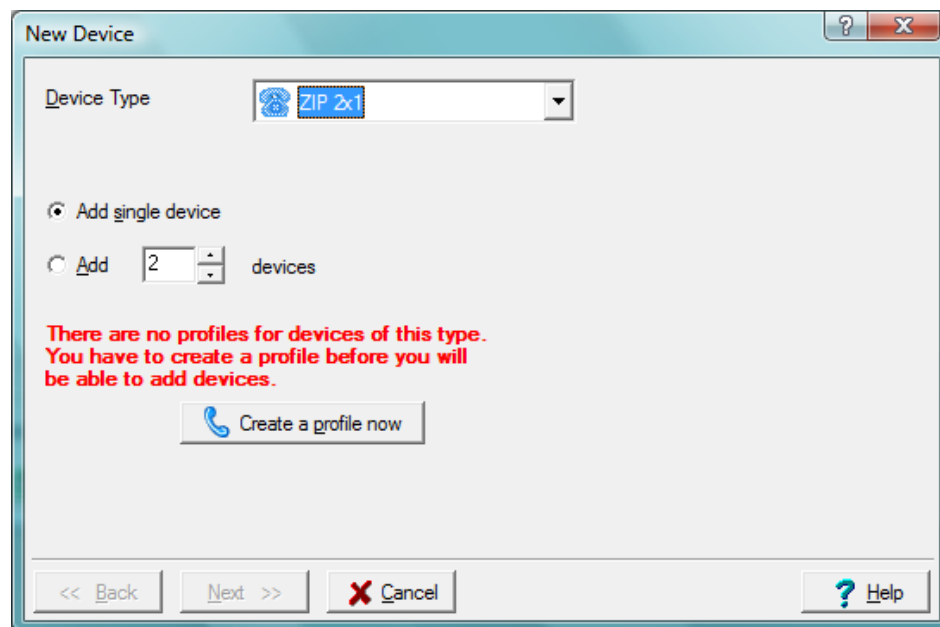 New Device
Device Type
ZIP 2x1
Add single device
Add 2 devices
There are no profiles for devices of this type.
You have to create a profile before you will
be able to add devices.
Create a profile now
<< Back Next >> Cancel Help